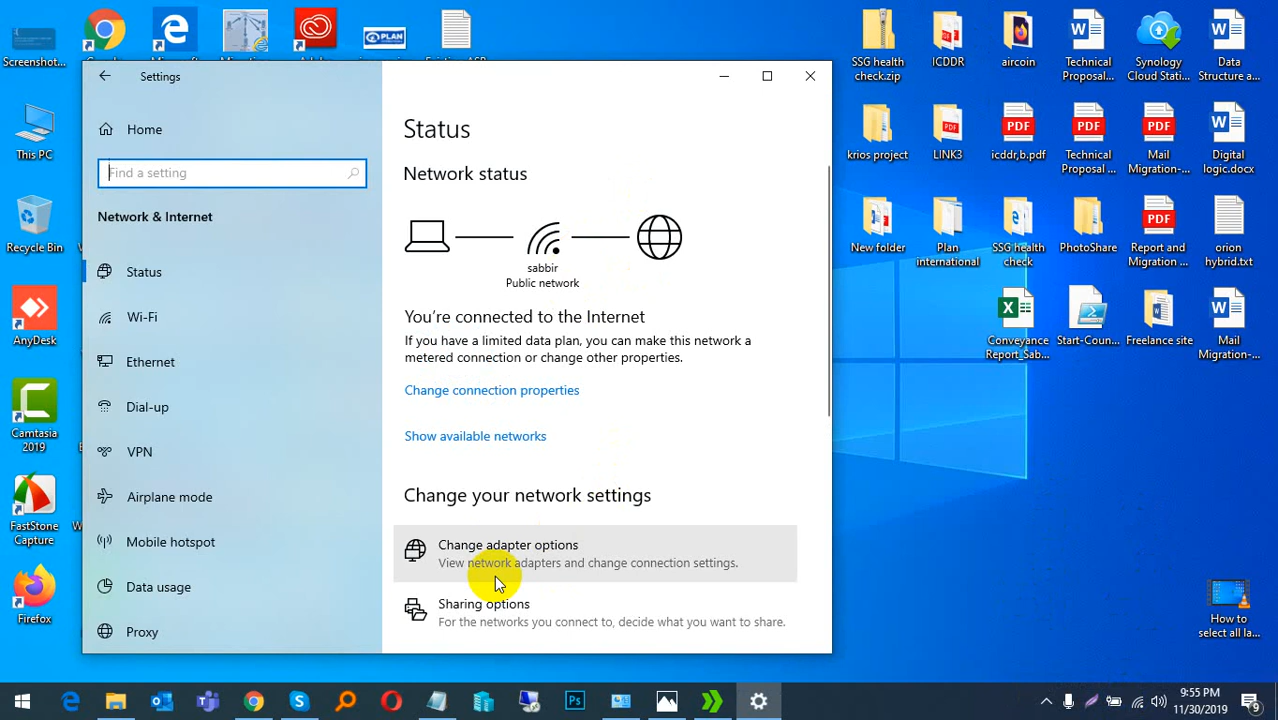 Screenshot...
This PC
Recycle Bin
AnyDesk
Camtasia
2019
FastStone
Capture
Firefox
Settings
Home
Find a setting
Network & Internet
Status
Wi-Fi
Ethernet
Dial-up
VPN
Airplane mode
Mobile hotspot
Data usage
Proxy
Status
Network status
sabbir
Public network
You're connected to the Internet
If you have a limited data plan, you can make this network a
metered connection or change other properties.
Change connection properties
Show available networks
Change your network settings
Change adapter options
View network adapters and change connection settings.
Sharing options
For the networks you connect to, decide what you want to share.
PLAN
SSG health
check.zip
ICDDR
aircoin
Technical
Proposal...
Synology
Cloud Stati...
Data
Structure a...
krios project
LINK3
PDF
icddr,b.pdf
PDF
Technical
Proposal ...
PDF
Mail
Migration-...
Digital
logic.docx
New folder
Plan
international
SSG health
check
PhotoShare
PDF
Report and
Migration ...
orion
hybrid.txt
Conveyance
Report_Sab...
Start-Coun...
Freelance site
Mail
Migration-...
How to
select all la...
Ps
9:55 PM
11/30/2019
9